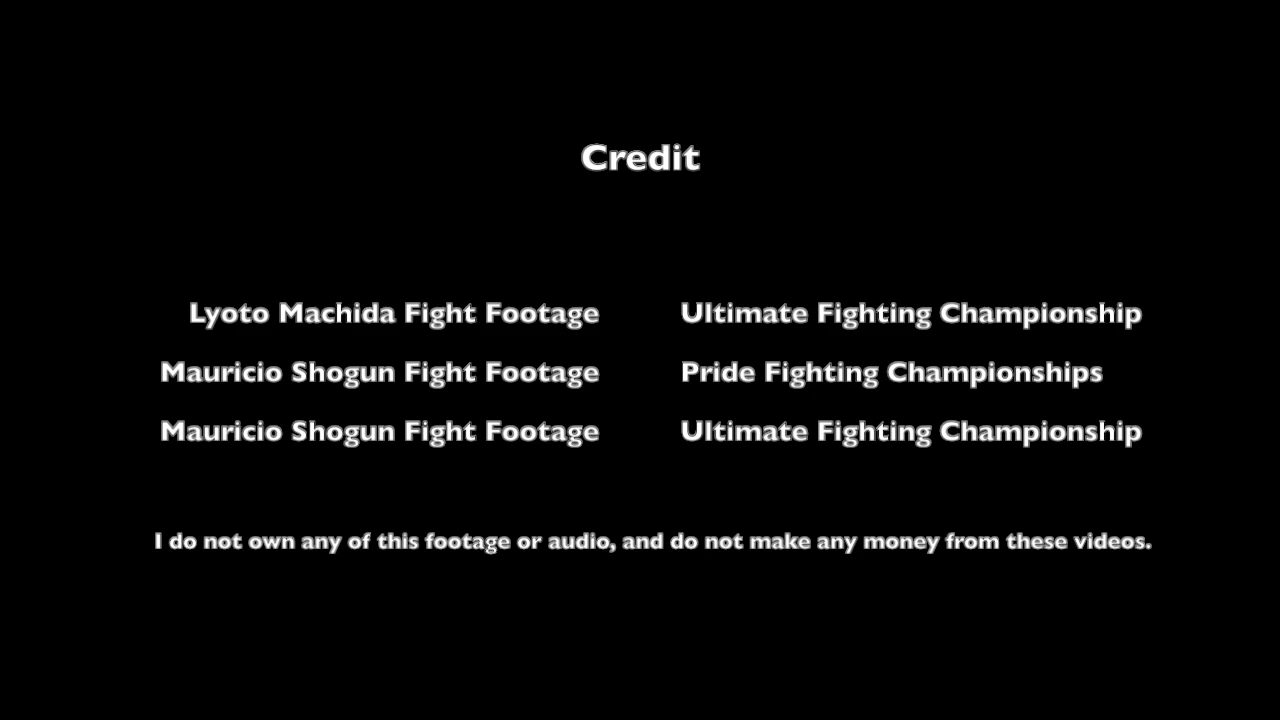 Credit
Lyoto Machida Fight Footage Ultimate Fighting Championship
Mauricio Shogun Fight Footage Pride Fighting Championships
Mauricio Shogun Fight Footage Ultimate Fighting Championship
I do not own any of this footage or audio, and do not make any money from these videos.